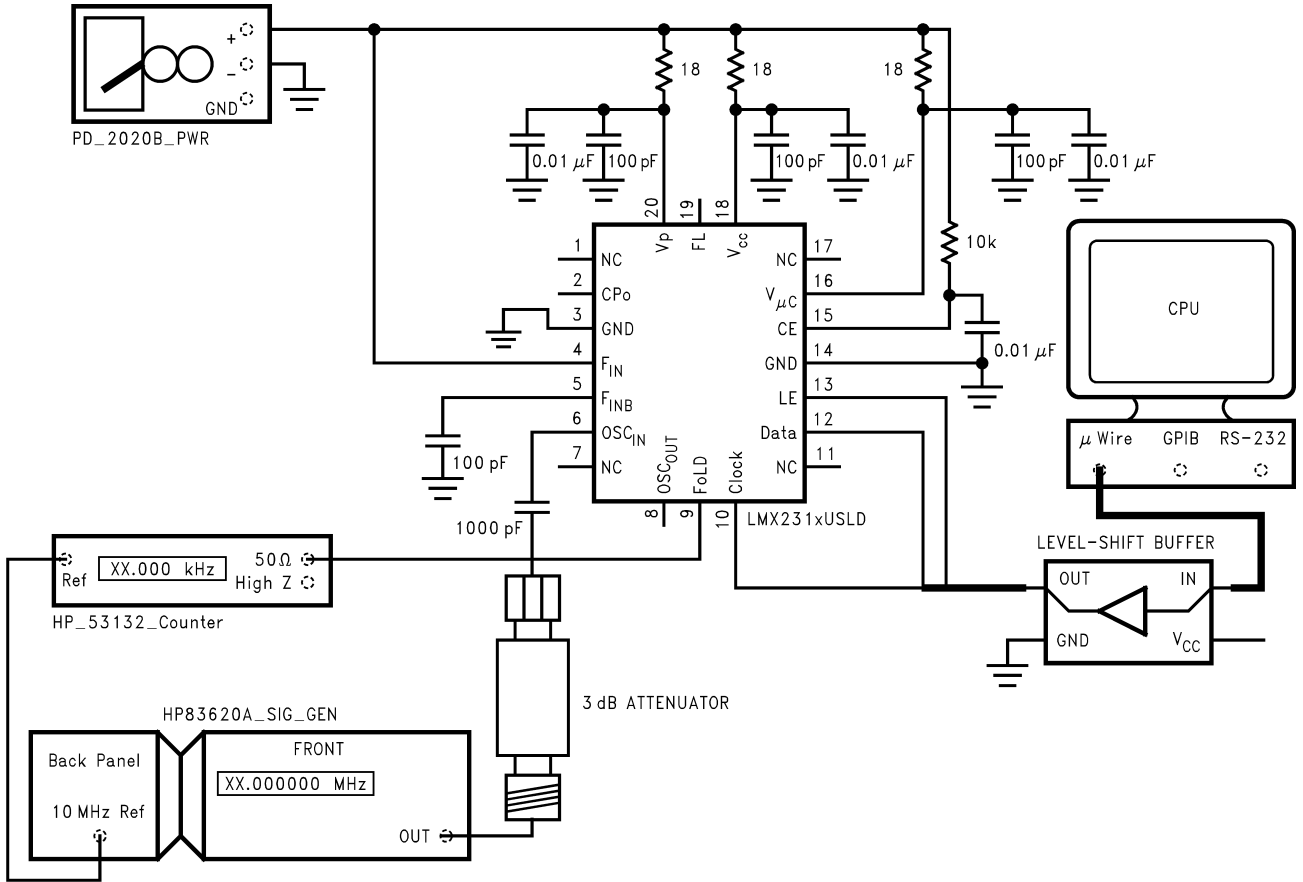 +
−
GND
PD_2020B_PWR
18
18
18
0.01 µF
100 pF
100 pF
0.01 µF
100 pF
0.01 µF
20
19
18
Vp
FL
Vcc
1
NC
2
CPo
3
GND
4
FIN
5
FINB
6
OSCIN
7
NC
NC
17
VµC
16
CE
15
GND
14
LE
13
Data
12
NC
11
OSCOUT
FoLD
Clock
8
9
10
LMX231xUSLD
10k
0.01 µF
100 pF
1000 pF
CPU
µ Wire
GPIB
RS-232
LEVEL-SHIFT BUFFER
OUT
IN
GND
VCC
Ref
XX.000 kHz
50Ω
High Z
HP_53132_Counter
3 dB ATTENUATOR
HP83620A_SIG_GEN
Back Panel
10 MHz Ref
FRONT
XX.000000 MHz
OUT